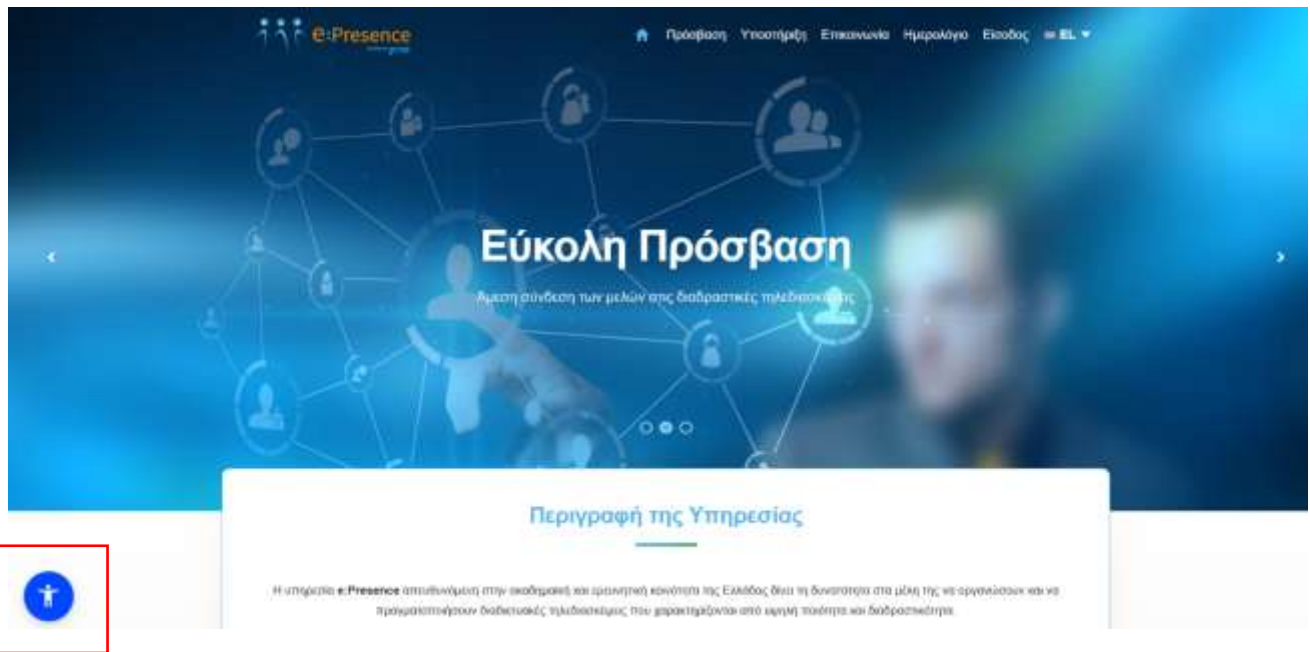 e:Presence
Πρόσβαση Υποστήριξη Επικοινωνία Ημερολόγιο Είσοδος EL
Εύκολη Πρόσβαση
Άμεση σύνδεση των μελών στις διαδραστικές τηλεδιασκέψεις
Περιγραφή της Υπηρεσίας
Η υπηρεσία e:Presence απευθυνόμενη στην ακαδημαϊκή και ερευνητική κοινότητα της Ελλάδος δίνει τη δυνατότητα στα μέλη της να οργανώσουν και να
πραγματοποιήσουν διαδικτυακές τηλεδιασκέψεις που χαρακτηρίζονται από υψηλή ποιότητα και διαδραστικότητα.